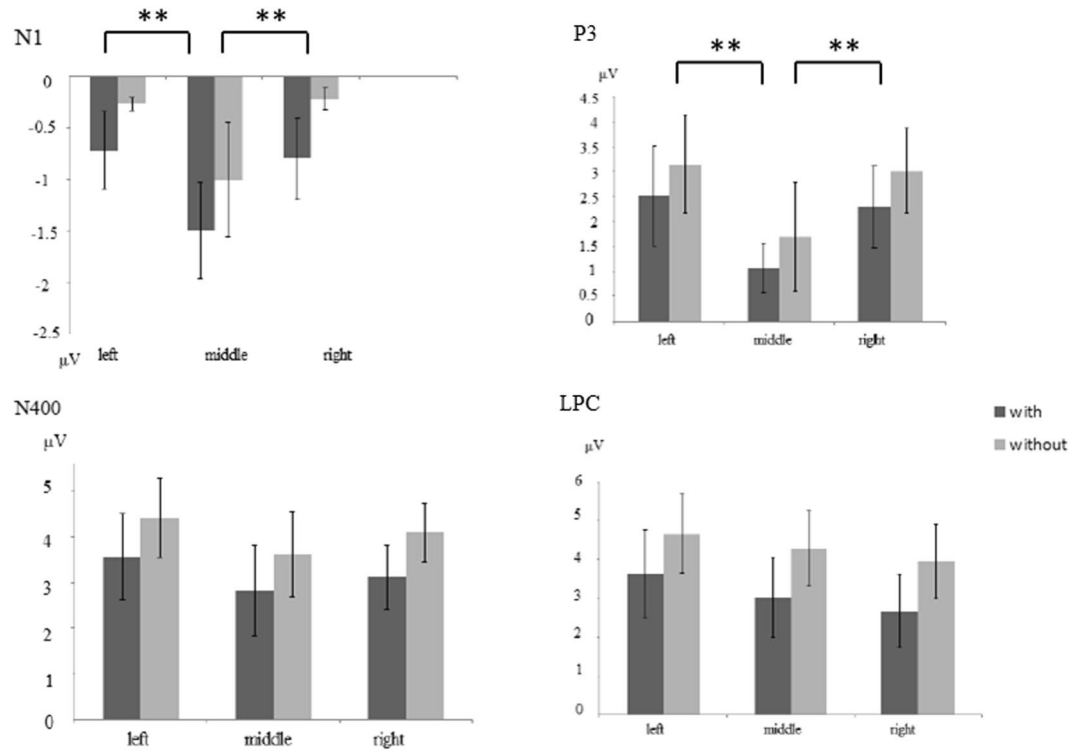 N1
** **
0
-0.5
-1
-1.5
-2
-2.5
µV
left middle right
P3
** **
µV
4.5
4
3.5
3
2.5
2
1.5
1
0.5
0
left middle right
N400
µV
5
4
3
2
1
0
left middle right
LPC
µV
6
5
4
3
2
1
0
left middle right
with
without